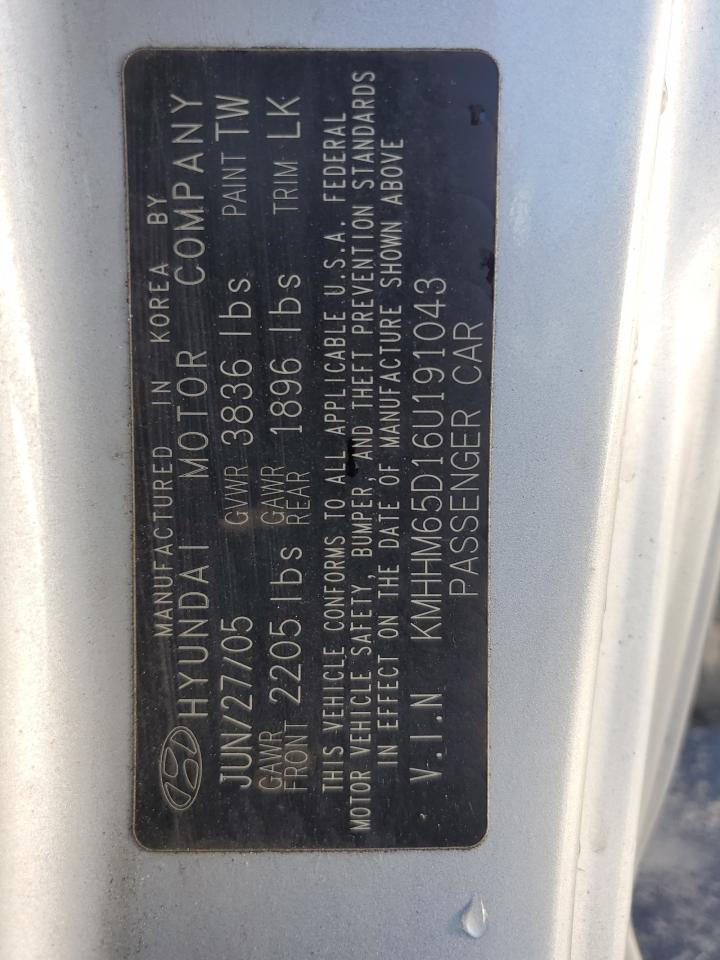 MANUFACTURED IN KOREA BY
HYUNDAI MOTOR COMPANY
JUN/27/05 GVWR 3836 lbs PAINT TW
GAWR FRONT 2205 lbs GAWR REAR 1896 lbs TRIM LK
THIS VEHICLE CONFORMS TO ALL APPLICABLE U.S.A. FEDERAL
MOTOR VEHICLE SAFETY, BUMPER, AND THEFT PREVENTION STANDARDS
IN EFFECT ON THE DATE OF MANUFACTURE SHOWN ABOVE
V.I.N KMHHM65D16U191043
PASSENGER CAR